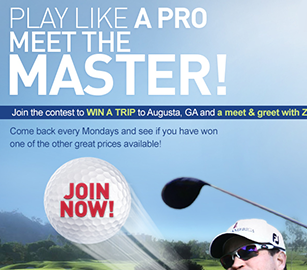 PLAY LIKE A PRO
MEET THE
MASTER!
Join the contest to WIN A TRIP to Augusta, GA and a meet & greet with Z
Come back every Mondays and see if you have won
one of the other great prices available!
JOIN
NOW!
FJ